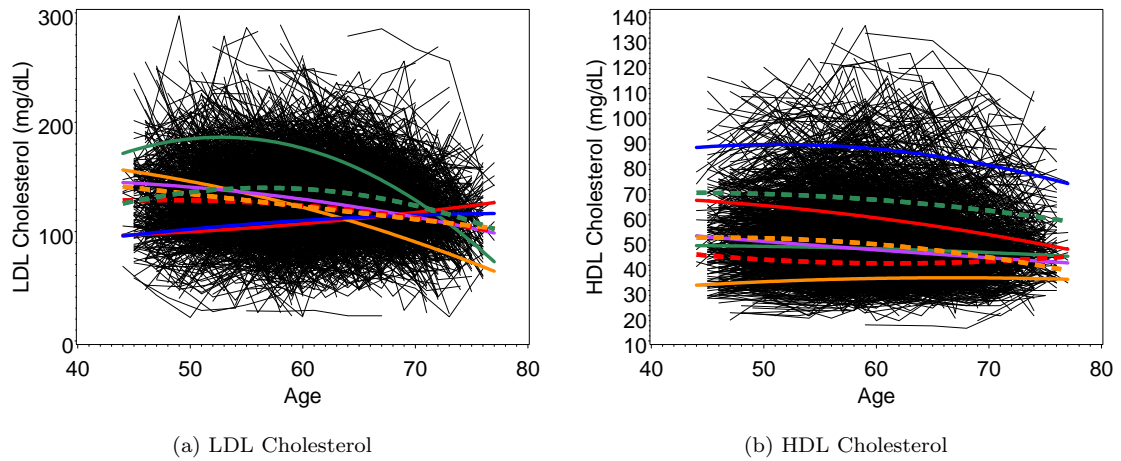 300
200
100
0
LDL Cholesterol (mg/dL)
40 50 60 70 80
Age
(a) LDL Cholesterol
140
130
120
110
100
90
80
70
60
50
40
30
20
10
HDL Cholesterol (mg/dL)
40 50 60 70 80
Age
(b) HDL Cholesterol